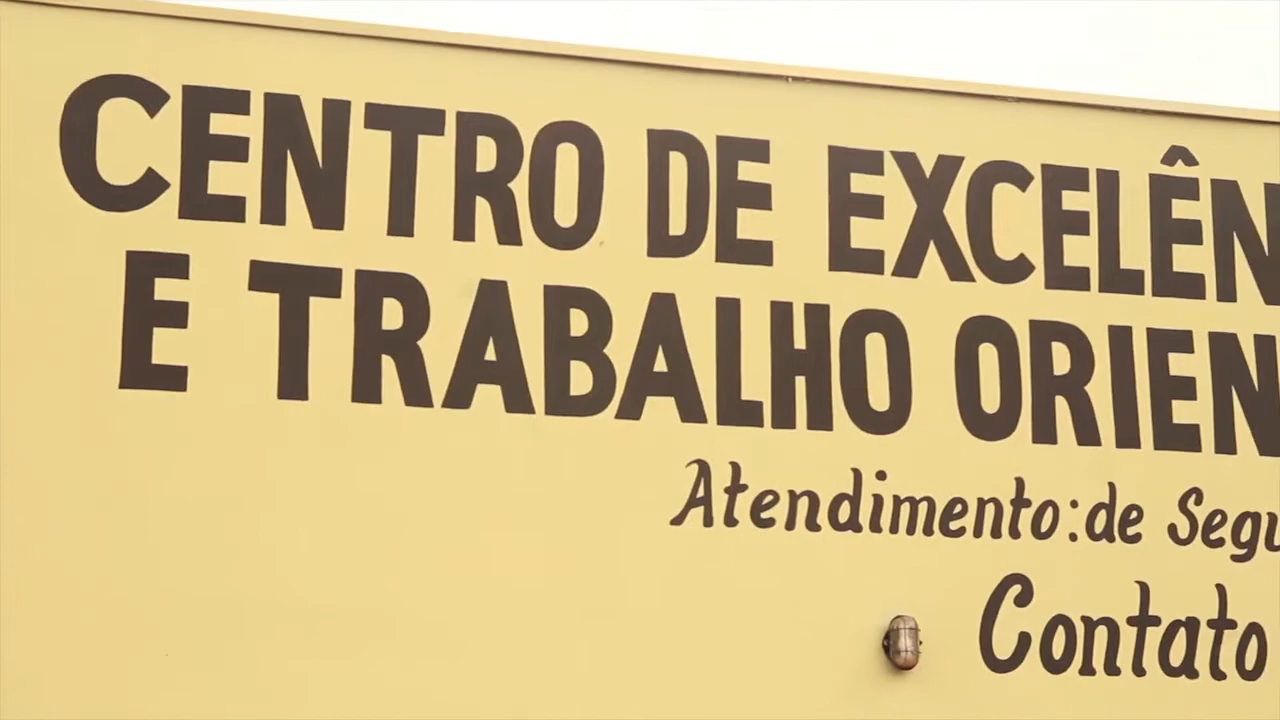 CENTRO DE EXCELÊN
E TRABALHO ORIEN
Atendimento: de Segu
Contato